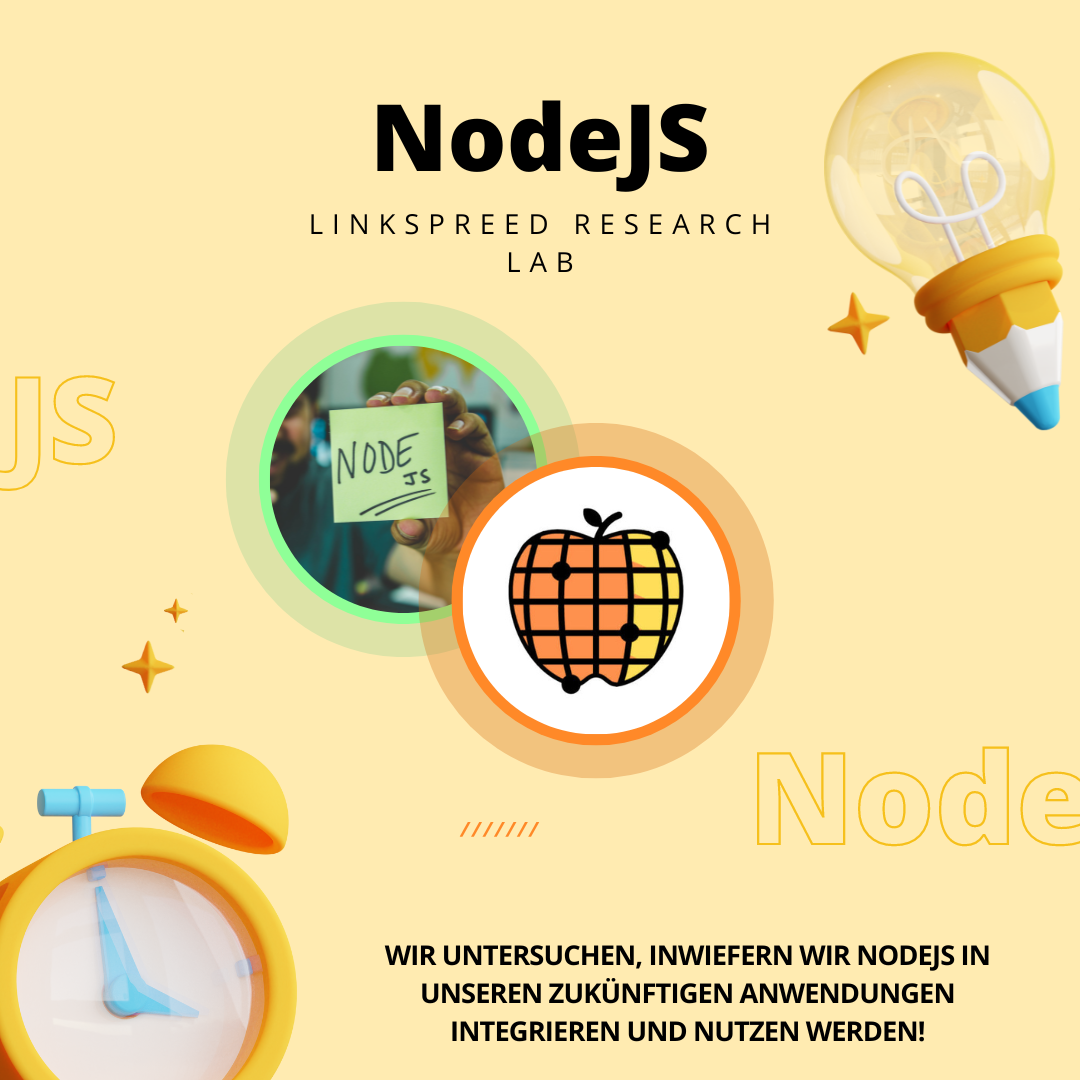 NodeJS
LINKSPREED RESEARCH
LAB
JS
NODE
JS
Node
WIR UNTERSUCHEN, INWIEFERN WIR NODEJS IN
UNSEREN ZUKÜNFTIGEN ANWENDUNGEN
INTEGRIEREN UND NUTZEN WERDEN!